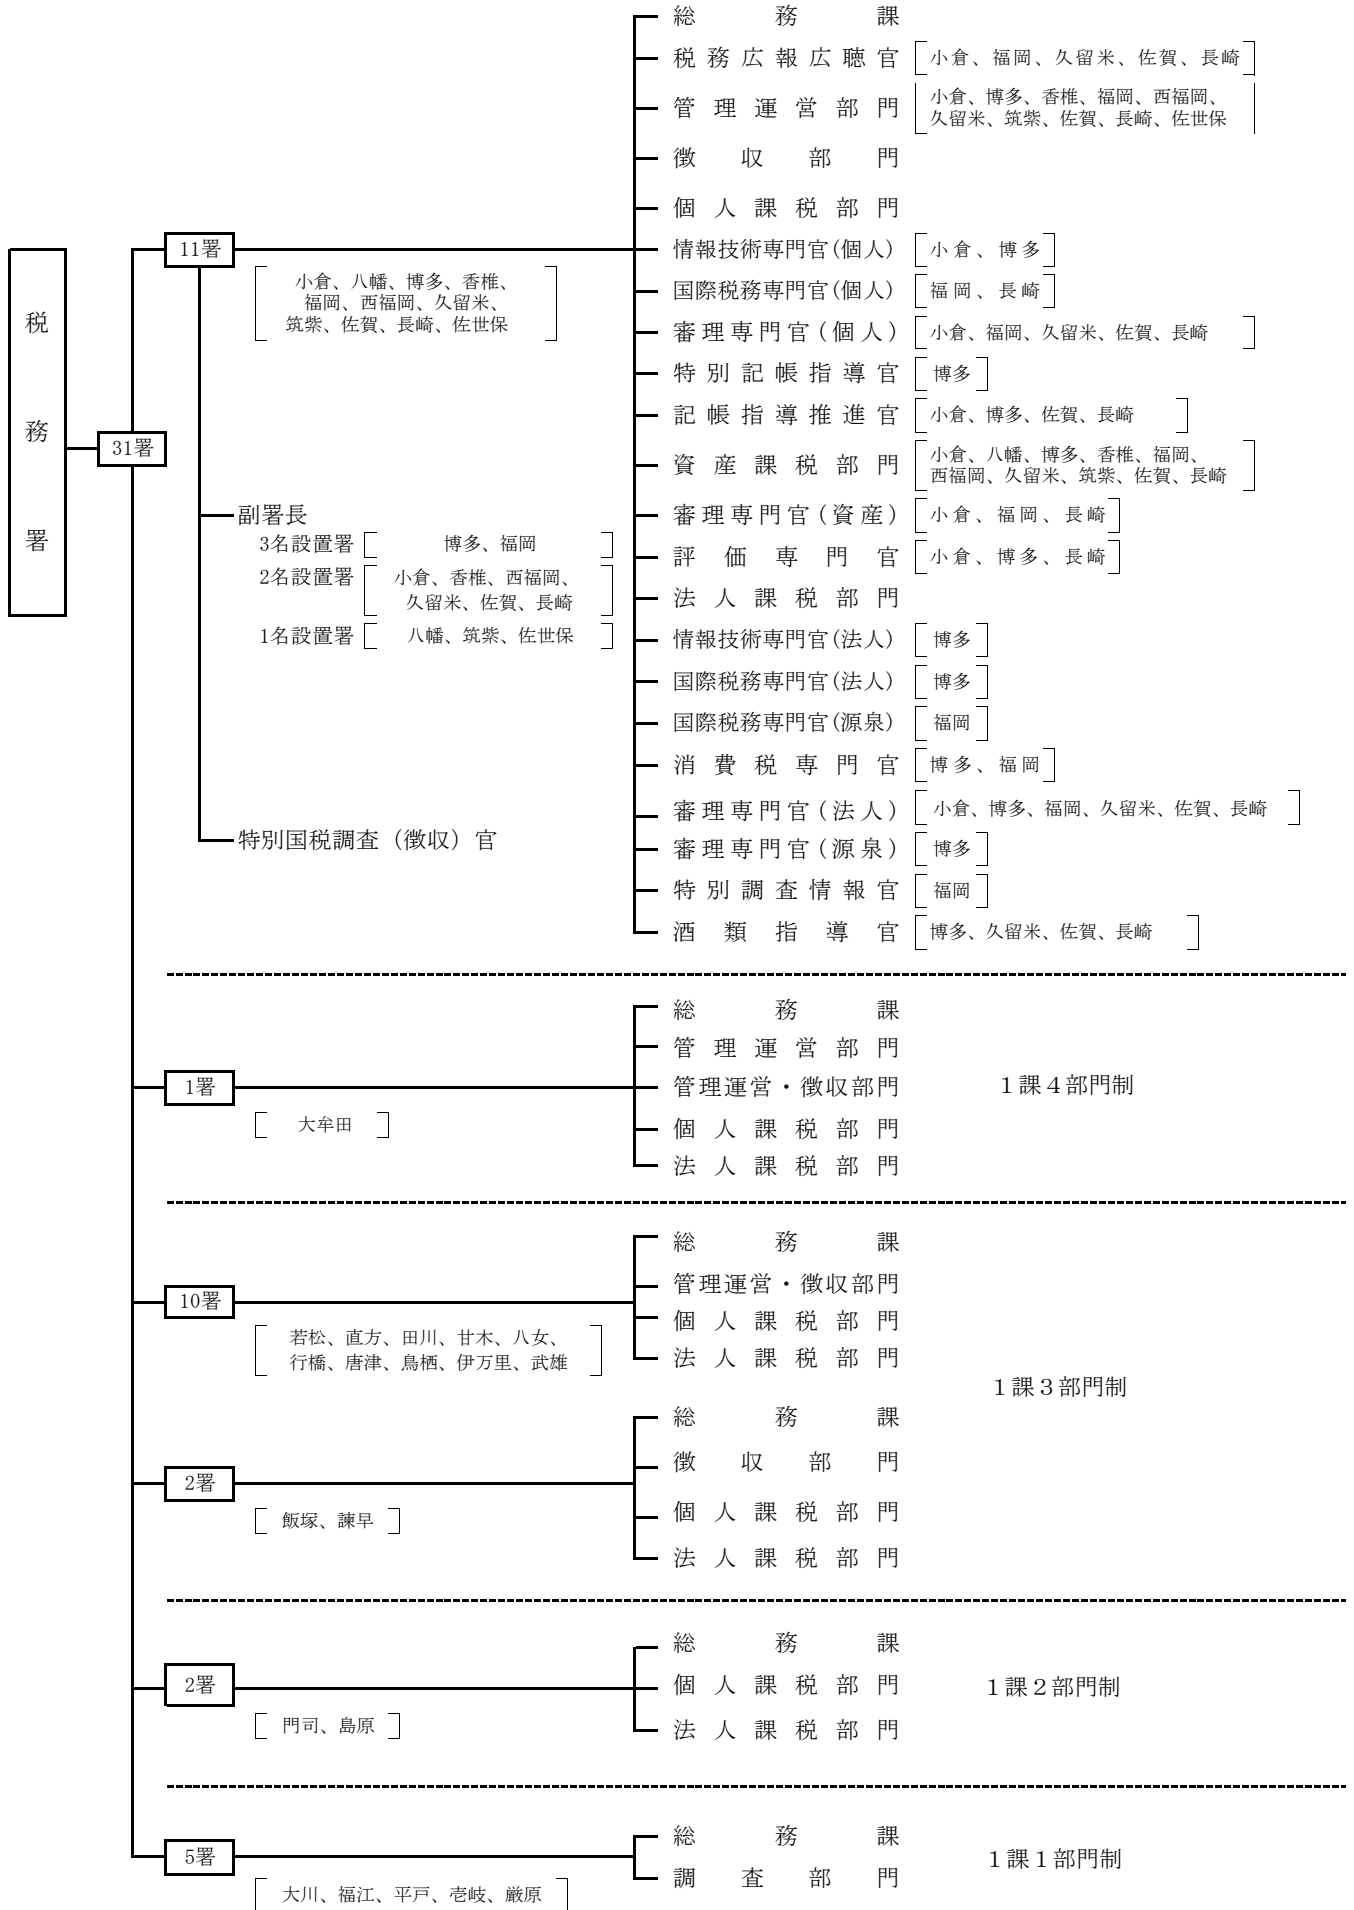 税務署
31署
11署
小倉、八幡、博多、香椎、
福岡、西福岡、久留米、
筑紫、佐賀、長崎、佐世保
副署長
3名設置署 博多、福岡
2名設置署 小倉、香椎、西福岡、
久留米、佐賀、長崎
1名設置署 八幡、筑紫、佐世保
特別国税調査（徴収）官
総務課
税務広報広聴官 小倉、福岡、久留米、佐賀、長崎
管理運営部門 小倉、博多、香椎、福岡、西福岡、
久留米、筑紫、佐賀、長崎、佐世保
徴収部門
個人課税部門
情報技術専門官(個人) 小倉、博多
国際税務専門官(個人) 福岡、長崎
審理専門官(個人) 小倉、福岡、久留米、佐賀、長崎
特別記帳指導官 博多
記帳指導推進官 小倉、博多、佐賀、長崎
資産課税部門 小倉、八幡、博多、香椎、福岡、
西福岡、久留米、筑紫、佐賀、長崎
審理専門官(資産) 小倉、福岡、長崎
評価専門官 小倉、博多、長崎
法人課税部門
情報技術専門官(法人) 博多
国際税務専門官(法人) 博多
国際税務専門官(源泉) 福岡
消費税専門官 博多、福岡
審理専門官(法人) 小倉、博多、福岡、久留米、佐賀、長崎
審理専門官(源泉) 博多
特別調査情報官 福岡
酒類指導官 博多、久留米、佐賀、長崎
1署
大牟田
総務課
管理運営部門
管理運営・徴収部門
個人課税部門
法人課税部門
１課４部門制
10署
若松、直方、田川、甘木、八女、
行橋、唐津、鳥栖、伊万里、武雄
総務課
管理運営・徴収部門
個人課税部門
法人課税部門
１課３部門制
2署
飯塚、諫早
総務課
徴収部門
個人課税部門
法人課税部門
2署
門司、島原
総務課
個人課税部門
法人課税部門
１課２部門制
5署
大川、福江、平戸、壱岐、厳原
総務課
調査部門
１課１部門制